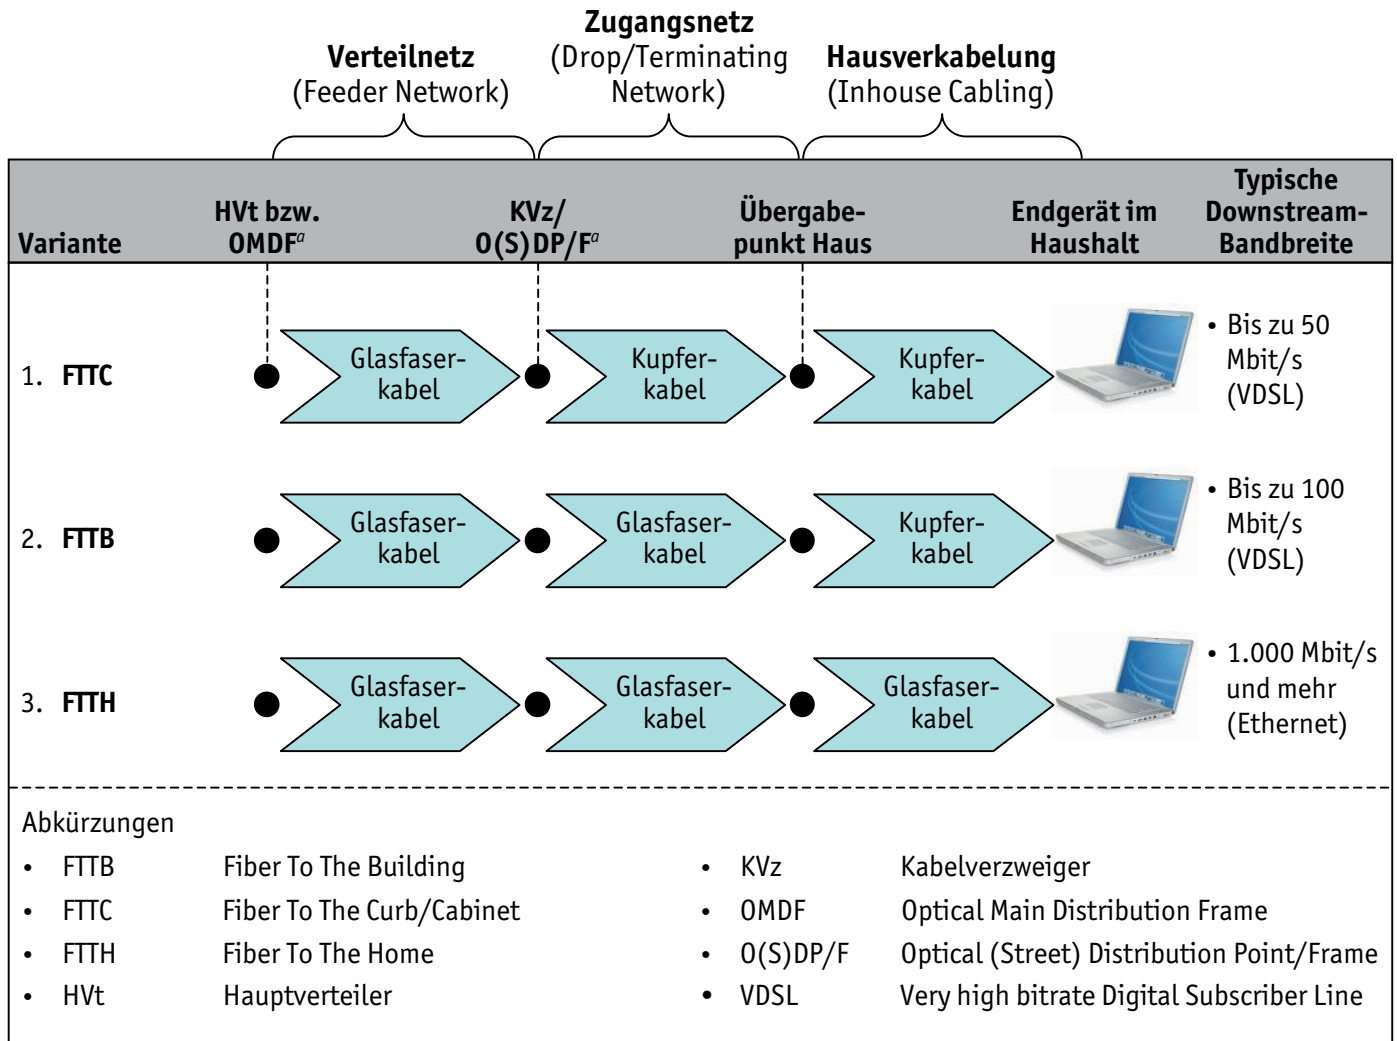 Verteilnetz
(Feeder Network)
Zugangsnetz
(Drop/Terminating
Network)
Hausverkabelung
(Inhouse Cabling)
Variante
HVt bzw.
OMDFa
KVz/
O(S)DP/Fa
Übergabe-
punkt Haus
Endgerät im
Haushalt
Typische
Downstream-
Bandbreite
1. FTTC
Glasfaser-
kabel
Kupfer-
kabel
Kupfer-
kabel
• Bis zu 50
Mbit/s
(VDSL)
2. FTTB
Glasfaser-
kabel
Glasfaser-
kabel
Kupfer-
kabel
• Bis zu 100
Mbit/s
(VDSL)
3. FTTH
Glasfaser-
kabel
Glasfaser-
kabel
Glasfaser-
kabel
• 1.000 Mbit/s
und mehr
(Ethernet)
Abkürzungen
• FTTB Fiber To The Building
• FTTC Fiber To The Curb/Cabinet
• FTTH Fiber To The Home
• HVt Hauptverteiler
• KVz Kabelverzweiger
• OMDF Optical Main Distribution Frame
• O(S)DP/F Optical (Street) Distribution Point/Frame
• VDSL Very high bitrate Digital Subscriber Line